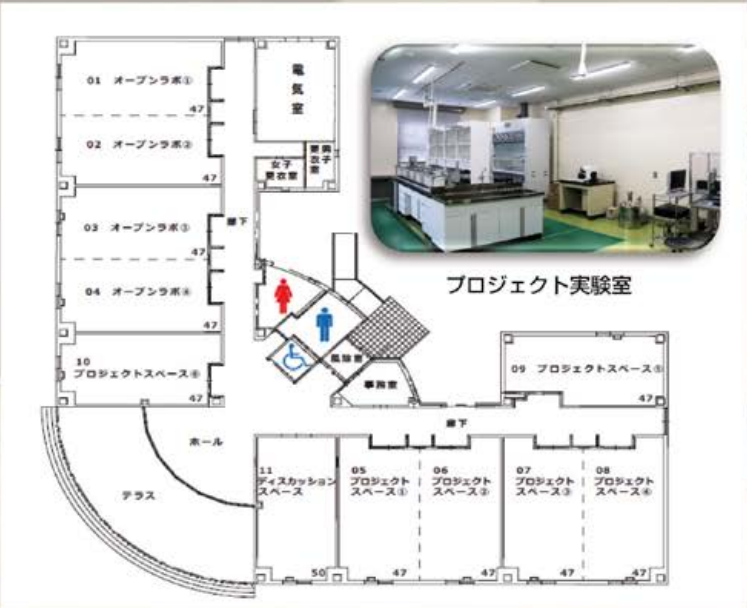 01 オープンラボ①
47
02 オープンラボ②
47
03 オープンラボ③
47
04 オープンラボ④
47
10
プロジェクトスペース⑥
47
電気室
男子更衣室
女子
更衣室
廊下
風除室
事務室
プロジェクト実験室
09 プロジェクトスペース⑤
47
廊下
ホール
テラス
11
ディスカッション
スペース
50
05
プロジェクト
スペース①
47
06
プロジェクト
スペース②
47
07
プロジェクト
スペース③
47
08
プロジェクト
スペース④
47